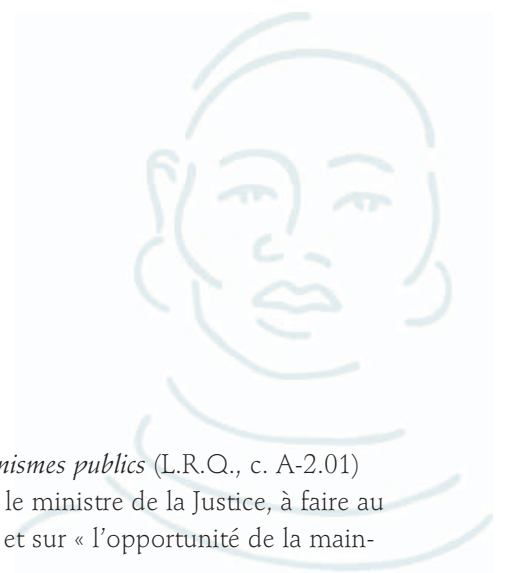 nismes publics (L.R.Q., c. A-2.01)
le ministre de la Justice, à faire au
et sur « l’opportunité de la main-